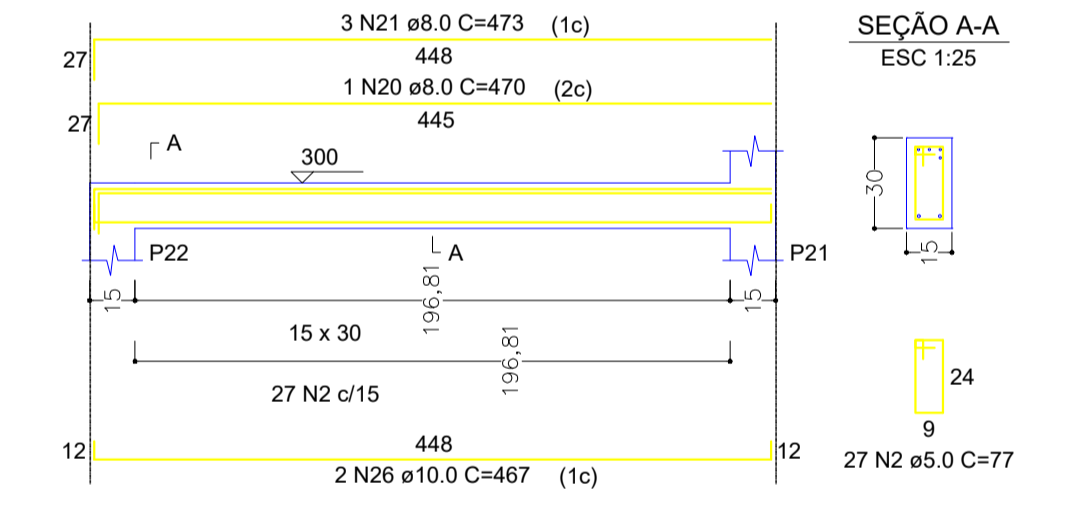 3 N21 ø8.0 C=473 (1c)
SEÇÃO A-A
ESC 1:25
27
448
1 N20 ø8.0 C=470 (2c)
27
445
A
300
30
15
P22
A
P21
15
196,81
15
15 x 30
196,81
27 N2 c/15
24
9
27 N2 ø5.0 C=77
12
448
12
2 N26 ø10.0 C=467 (1c)